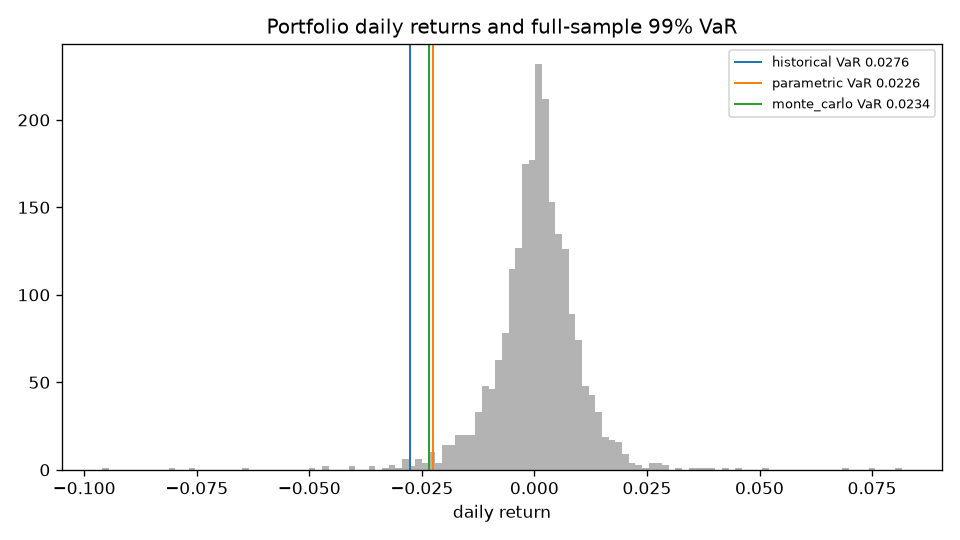 Portfolio daily returns and full-sample 99% VaR
historical VaR 0.0276
parametric VaR 0.0226
monte_carlo VaR 0.0234
200
150
100
50
0
−0.100 −0.075 −0.050 −0.025 0.000 0.025 0.050 0.075
daily return